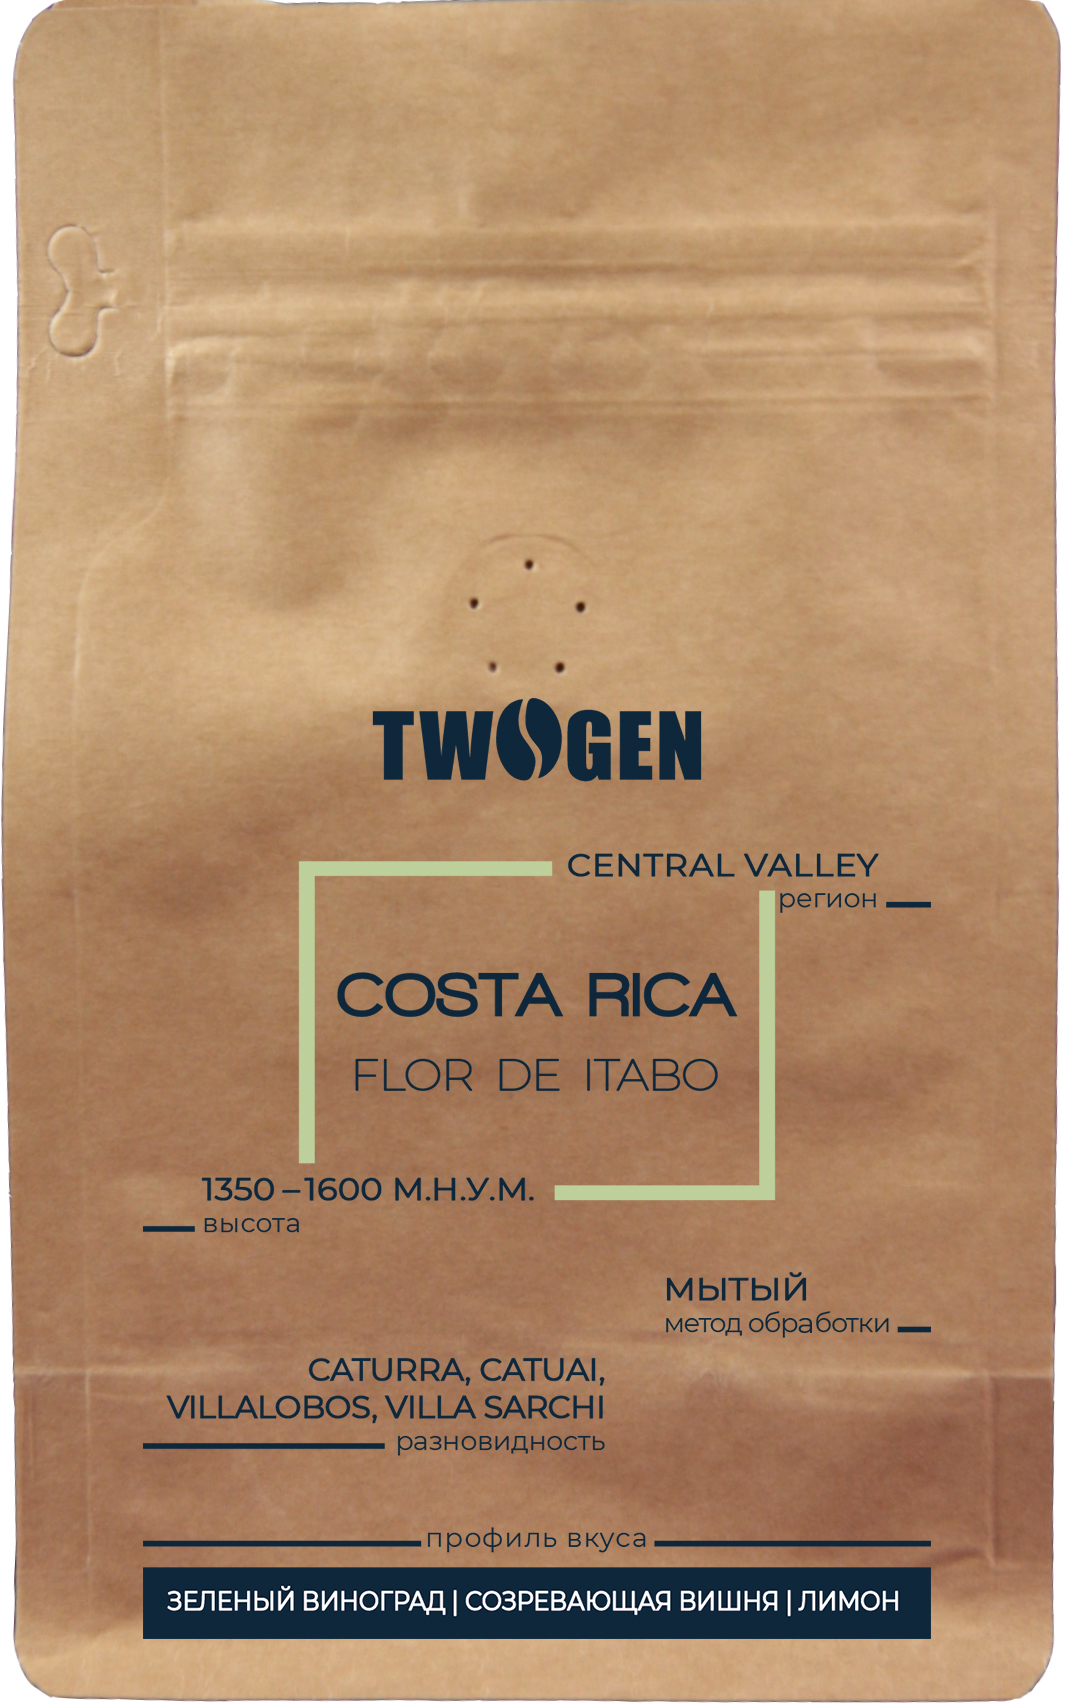 TWOGEN
CENTRAL VALLEY
регион
COSTA RICA
FLOR DE ITABO
1350 – 1600 М.Н.У.М.
высота
МЫТЫЙ
метод обработки
CATURRA, CATUAI,
VILLALOBOS, VILLA SARCHI
разновидность
профиль вкуса
ЗЕЛЕНЫЙ ВИНОГРАД | СОЗРЕВАЮЩАЯ ВИШНЯ | ЛИМОН